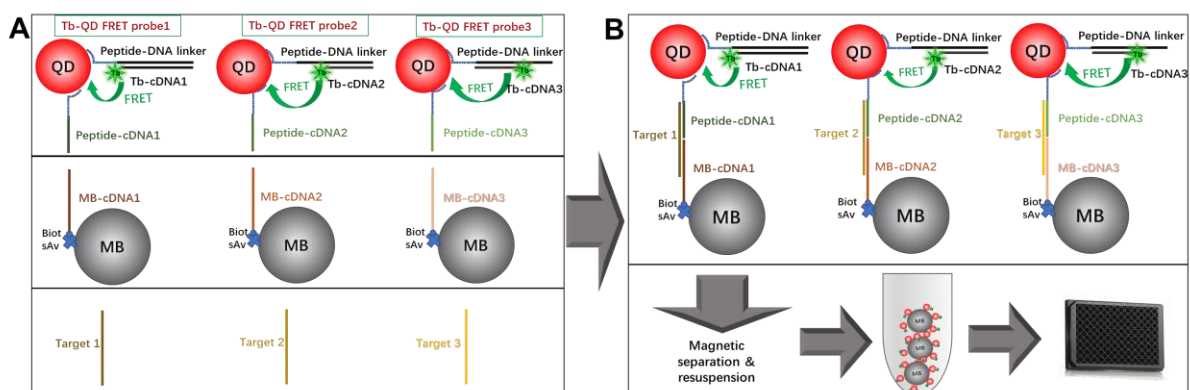 A
Tb-QD FRET probe1
Tb-QD FRET probe2
Tb-QD FRET probe3
QD
Peptide-DNA linker
Tb
Tb-cDNA1
FRET
Peptide-cDNA1
QD
Peptide-DNA linker
Tb
Tb-cDNA2
FRET
Peptide-cDNA2
QD
Peptide-DNA linker
Tb
Tb-cDNA3
FRET
Peptide-cDNA3
MB-cDNA1
Biot
sAv
MB
MB-cDNA2
Biot
sAv
MB
MB-cDNA3
Biot
sAv
MB
Target 1
Target 2
Target 3
B
QD
Peptide-DNA linker
Tb
Tb-cDNA1
FRET
Peptide-cDNA1
Target 1
MB-cDNA1
Biot
sAv
MB
QD
Peptide-DNA linker
Tb
Tb-cDNA2
FRET
Peptide-cDNA2
Target 2
MB-cDNA2
Biot
sAv
MB
QD
Peptide-DNA linker
Tb
Tb-cDNA3
FRET
Peptide-cDNA3
Target 3
MB-cDNA3
Biot
sAv
MB
Magnetic
separation &
resuspension
MB
MB
MB